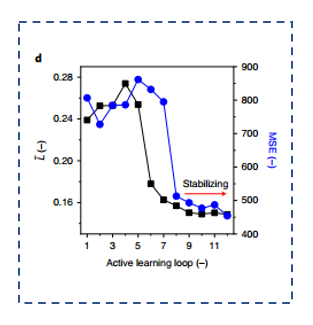 d
0.28
0.24
0.20
0.16
L̄ (–)
900
800
700
600
500
400
MSE (–)
Stabilizing
1 3 5 7 9 11
Active learning loop (–)